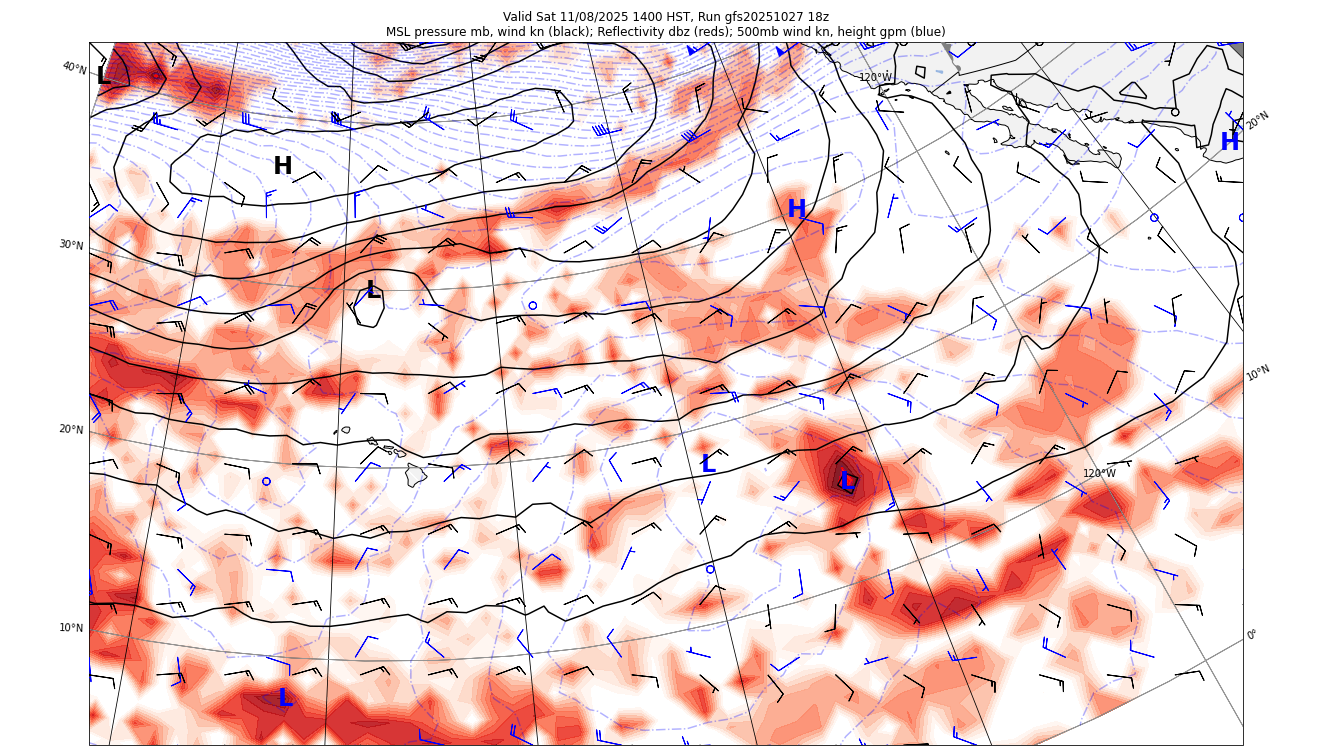 Valid Sat 11/08/2025 1400 HST, Run gfs20251027 18z
MSL pressure mb, wind kn (black); Reflectivity dbz (reds); 500mb wind kn, height gpm (blue)
40°N
L
120°W
20°N
H
H
H
30°N
L
10°N
20°N
L
L
120°W
10°N
0°
L